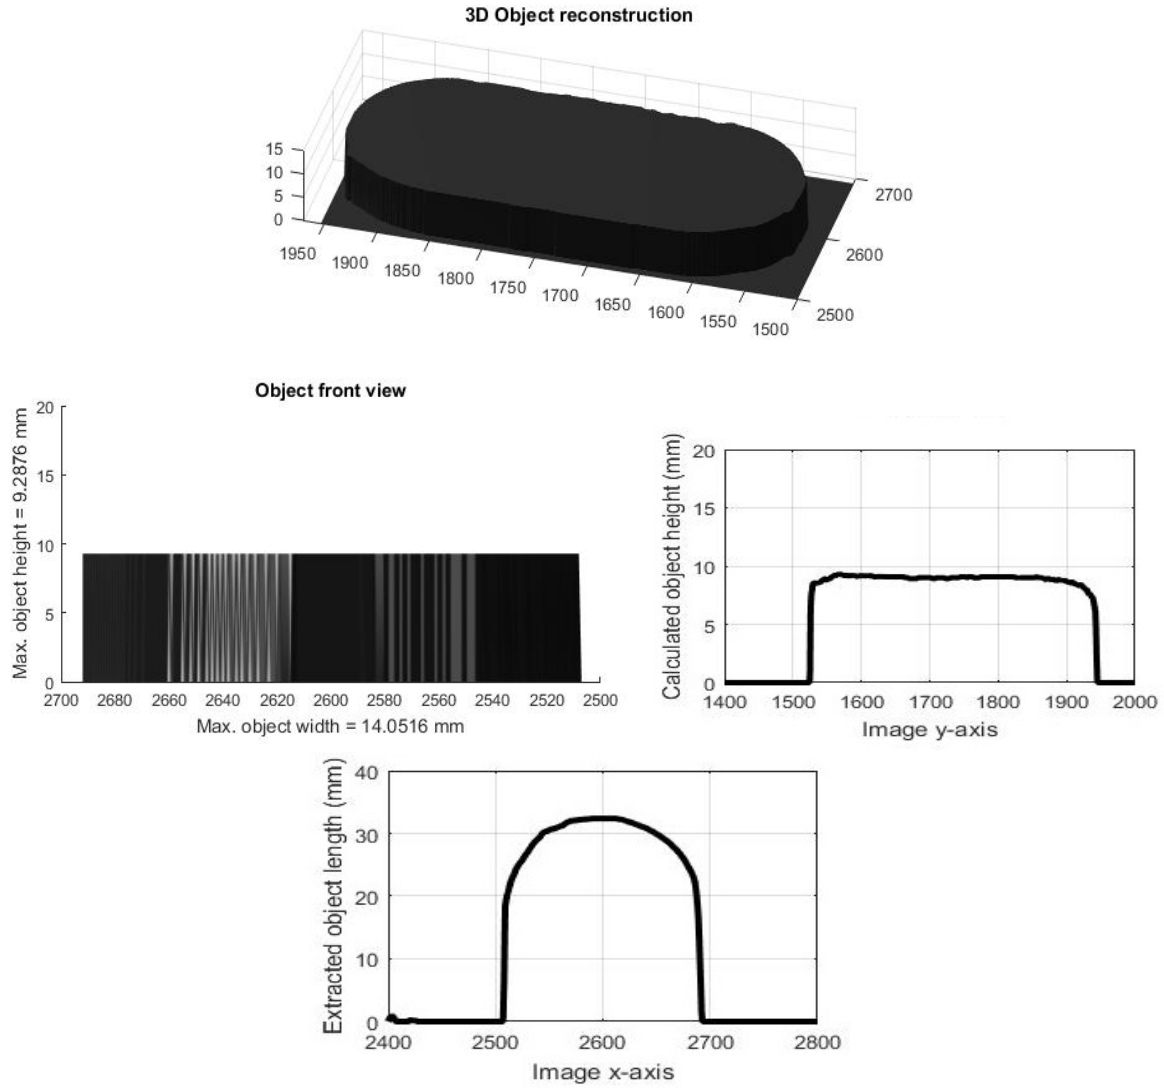 3D Object reconstruction
15
10
5
0
1950
1900
1850
1800
1750
1700
1650
1600
1550
1500
2500
2600
2700
Object front view
Max. object height = 9.2876 mm
20
15
10
5
0
2700 2680 2660 2640 2620 2600 2580 2560 2540 2520 2500
Max. object width = 14.0516 mm
Calculated object height (mm)
20
15
10
5
0
1400 1500 1600 1700 1800 1900 2000
Image y-axis
Extracted object length (mm)
40
30
20
10
0
2400 2500 2600 2700 2800
Image x-axis